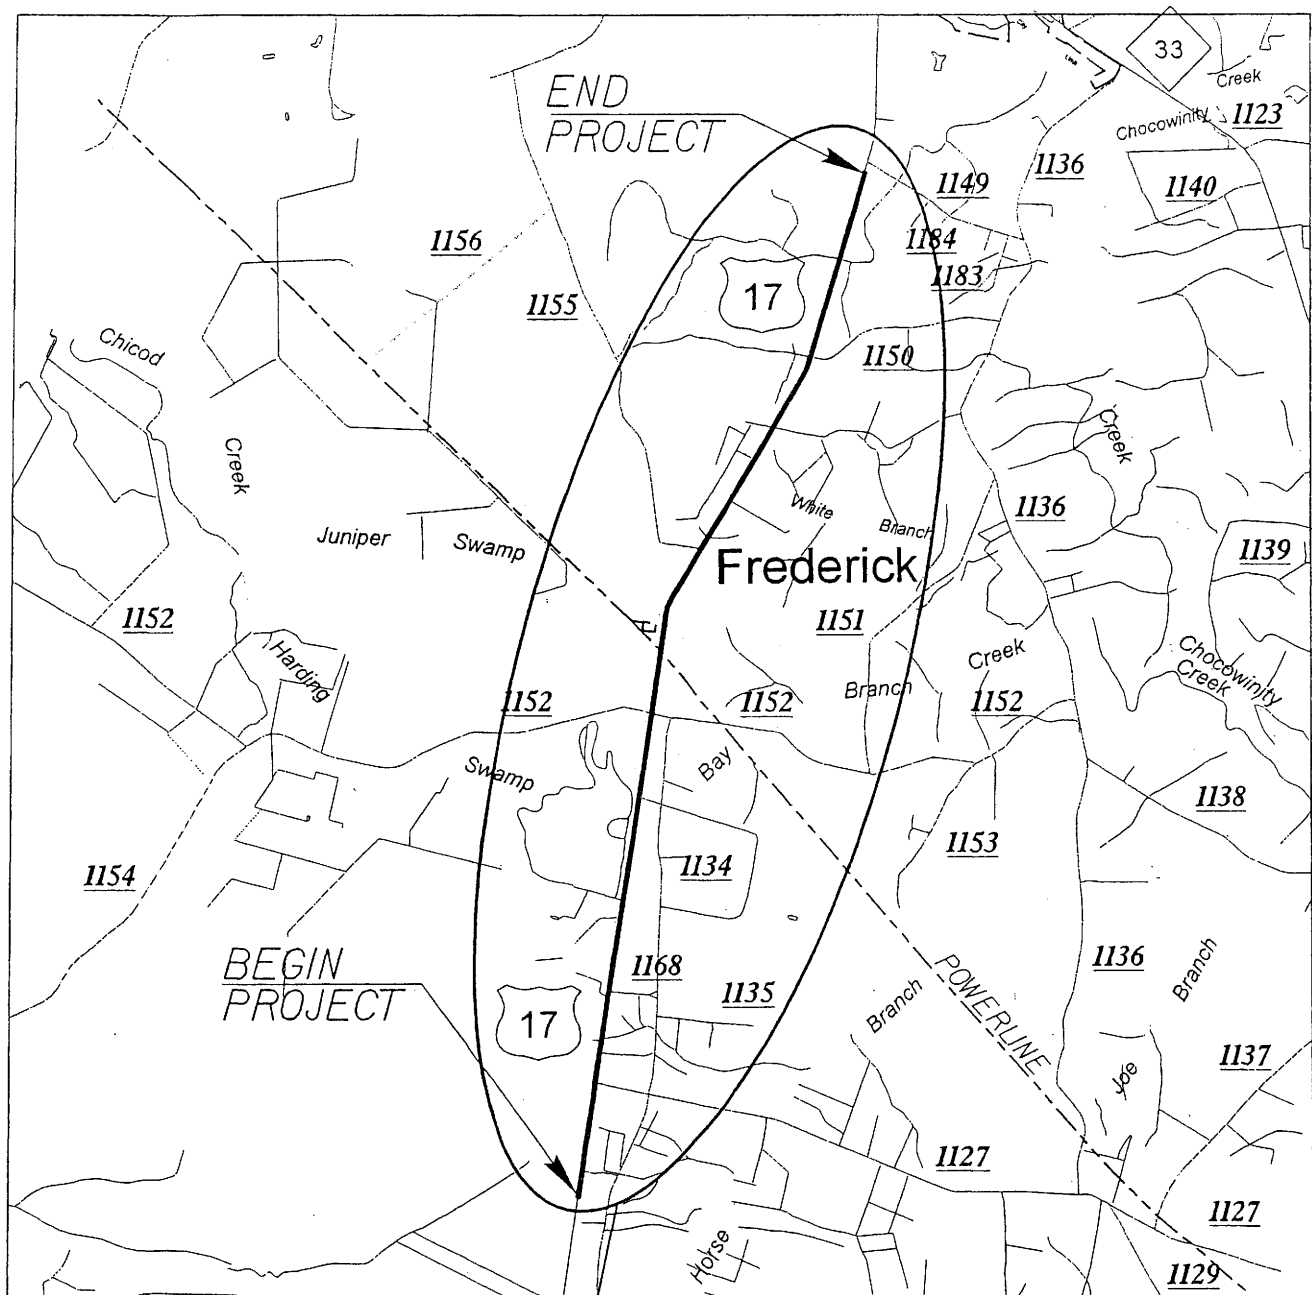 33
Creek
END
PROJECT
Chocowinity
1123
1136
1149
1140
1156
1184
1183
17
1155
Chicod
1150
Creek
Creek
White
1136
Juniper
Swamp
Branch
1139
Frederick
1152
1151
Harding
Creek
Chocowinity
Creek
1152
1152
Branch
1152
Swamp
Bay
1138
1153
1154
1134
BEGIN
PROJECT
1168
1135
POWERLINE
1136
Branch
Branch
17
1137
Joe
1127
1127
Horse
1129